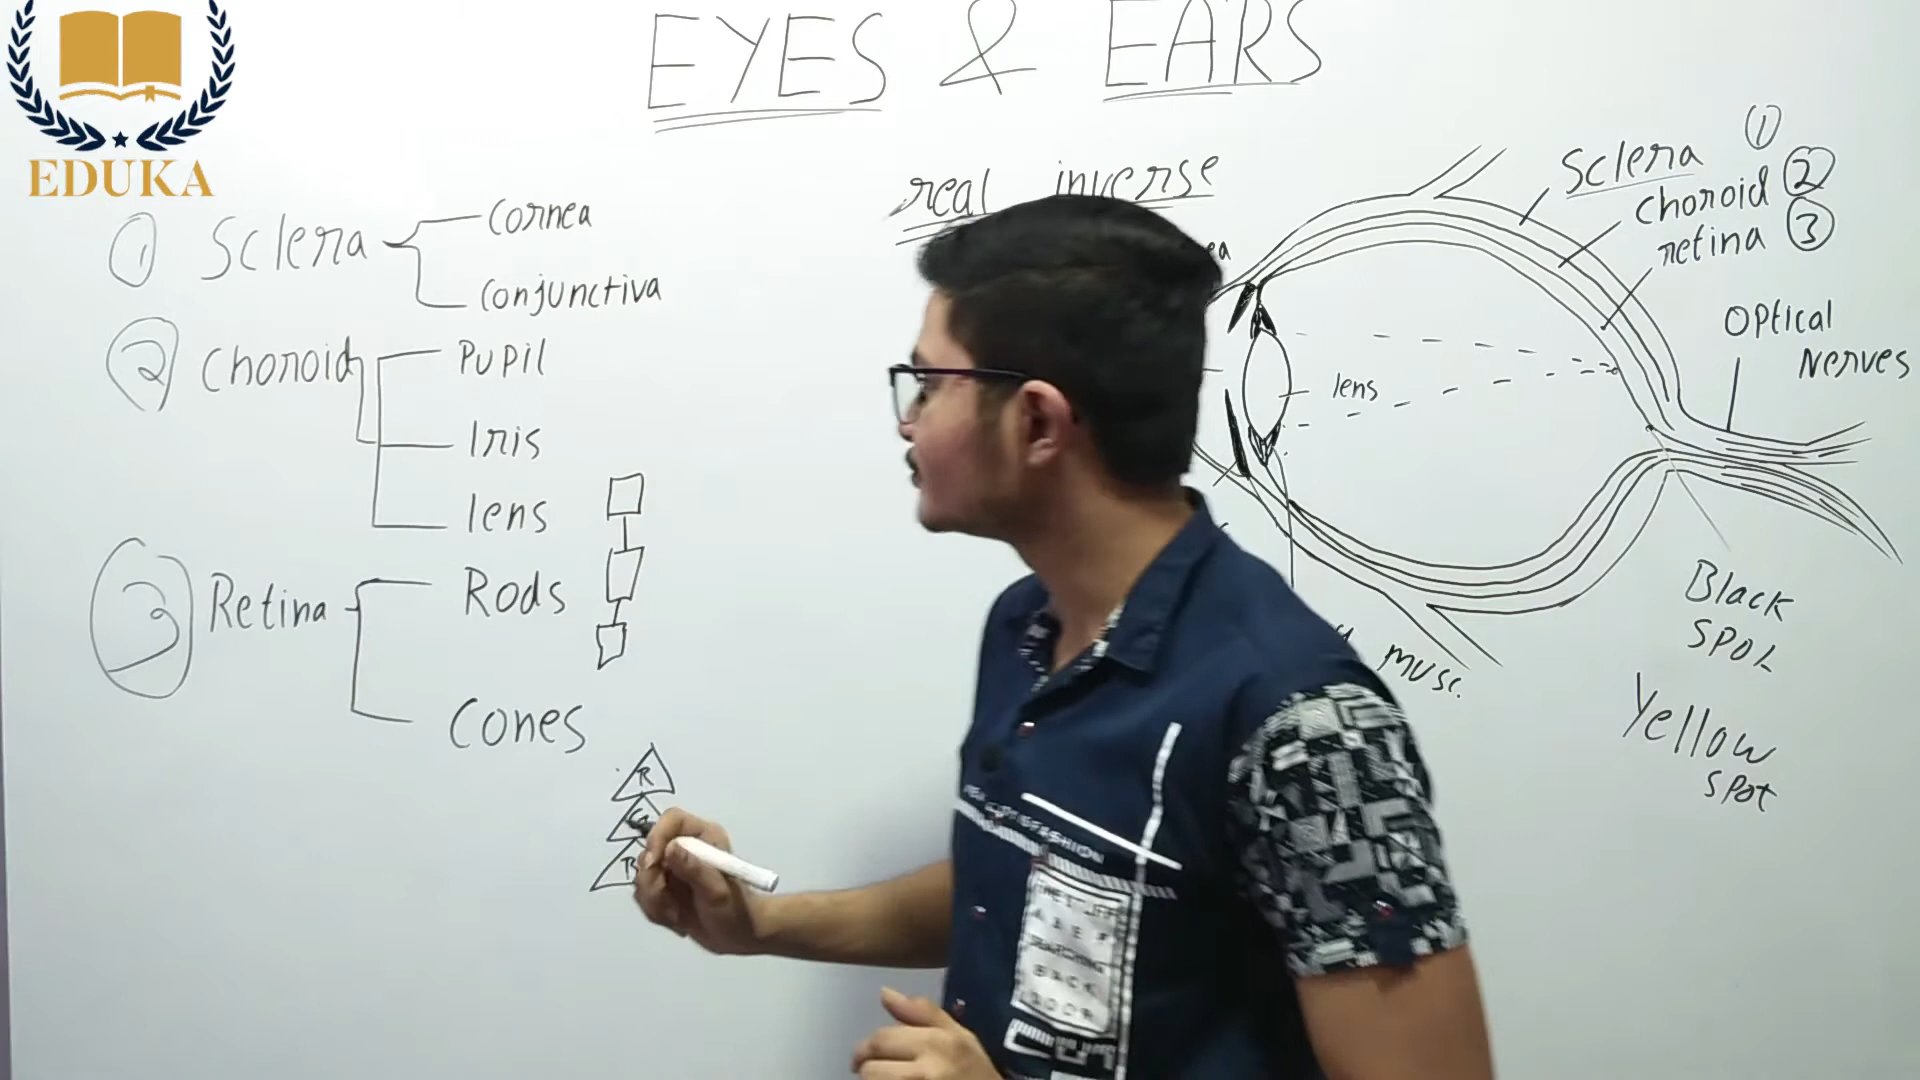 EDUKA
EYES & EARS
real inverse
① Sclera
Cornea
Conjunctiva
② Choroid
Pupil
Iris
lens
③ Retina
Rods
Cones
R
G
B
Sclera ①
Choroid ②
retina ③
Optical
Nerves
lens
Black
Spot
Yellow
Spot
musc.